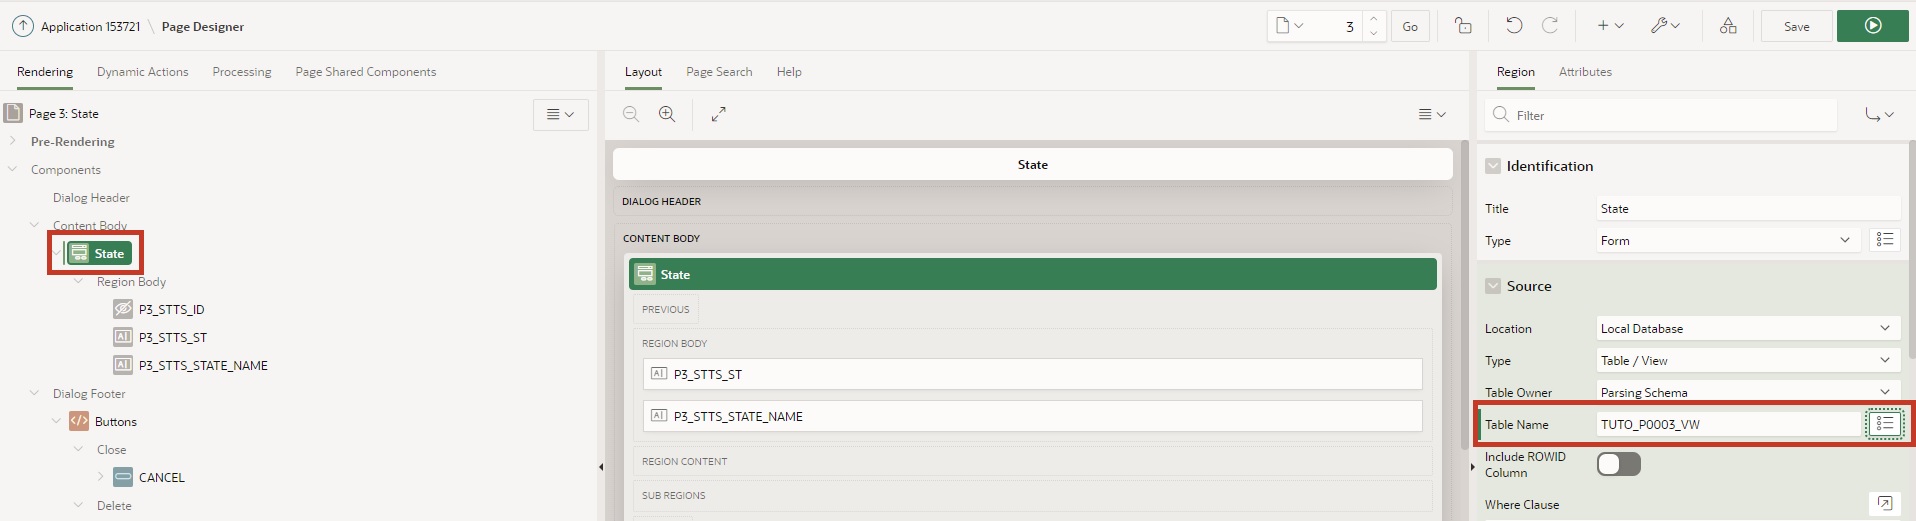 Application 153721 \ Page Designer
3
Go
Save
Rendering
Dynamic Actions
Processing
Page Shared Components
Page 3: State
Pre-Rendering
Components
Dialog Header
Content Body
State
Region Body
P3_STTS_ID
P3_STTS_ST
P3_STTS_STATE_NAME
Dialog Footer
Buttons
Close
CANCEL
Delete
Layout
Page Search
Help
State
DIALOG HEADER
CONTENT BODY
State
PREVIOUS
REGION BODY
P3_STTS_ST
P3_STTS_STATE_NAME
REGION CONTENT
SUB REGIONS
Region
Attributes
Filter
Identification
Title State
Type Form
Source
Location Local Database
Type Table / View
Table Owner Parsing Schema
Table Name TUTO_P0003_VW
Include ROWID
Column
Where Clause